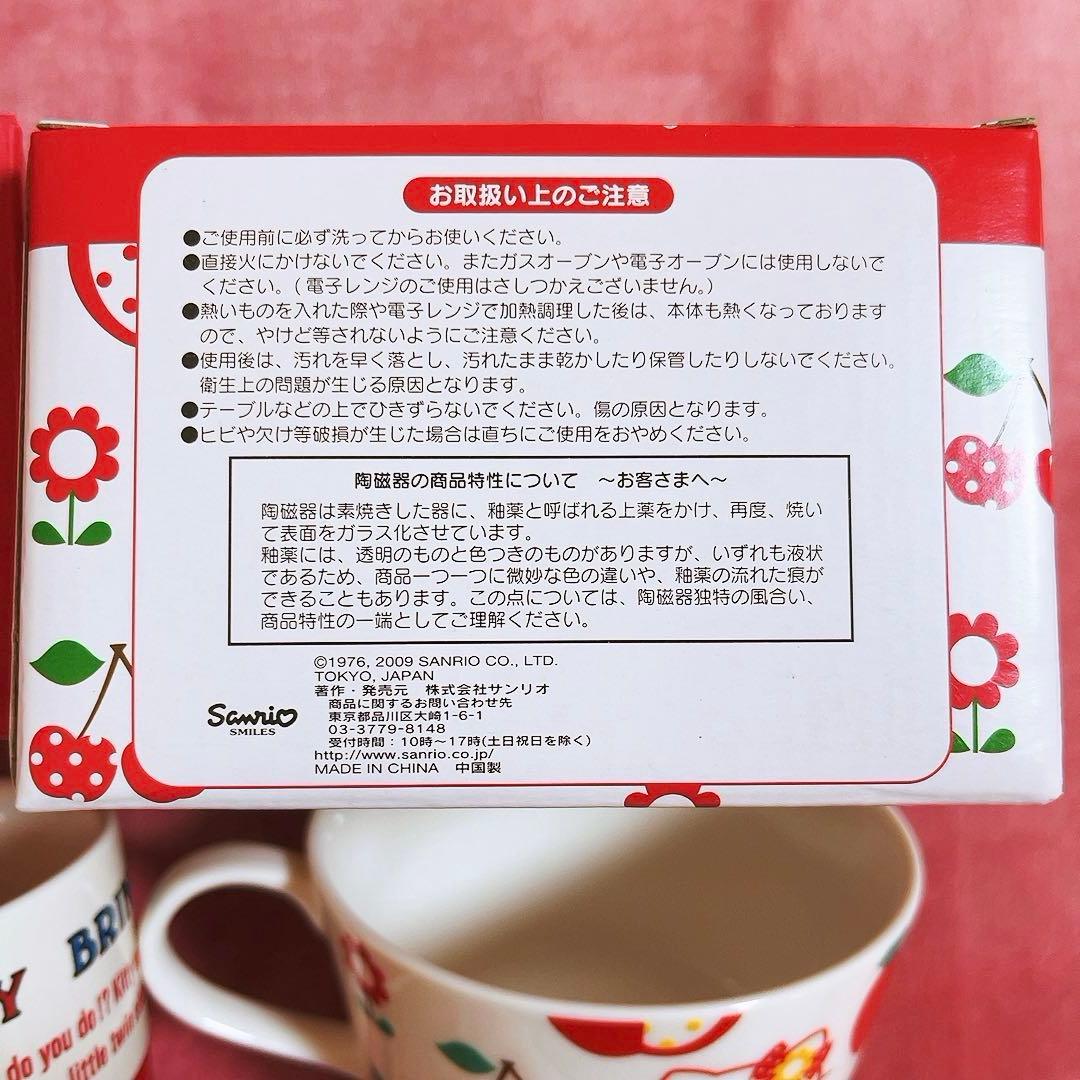 お取扱い上のご注意
●ご使用前に必ず洗ってからお使いください。
●直接火にかけないでください。またガスオーブンや電子オーブンには使用しないで
ください。(電子レンジのご使用はさしつかえございません。)
●熱いものを入れた際や電子レンジで加熱調理した後は、本体も熱くなっております
ので、やけど等されないようにご注意ください。
●使用後は、汚れを早く落とし、汚れたまま乾かしたり保管したりしないでください。
衛生上の問題が生じる原因となります。
●テーブルなどの上でひきずらないでください。傷の原因となります。
●ヒビや欠け等破損が生じた場合は直ちにご使用をおやめください。
陶磁器の商品特性について ～お客さまへ～
陶磁器は素焼きした器に、釉薬と呼ばれる上薬をかけ、再度、焼い
て表面をガラス化させています。
釉薬には、透明のものと色つきのものがありますが、いずれも液状
であるため、商品一つ一つに微妙な色の違いや、釉薬の流れた痕が
できることもあります。この点については、陶磁器独特の風合い、
商品特性の一端としてご理解ください。
©1976, 2009 SANRIO CO., LTD.
TOKYO, JAPAN
著作・発売元 株式会社サンリオ
商品に関するお問い合わせ先
東京都品川区大崎1-6-1
03-3779-8148
受付時間：10時～17時(土日祝日を除く)
http://www.sanrio.co.jp/
MADE IN CHINA 中国製
Sanrio
SMILES
Y
do you do!? Kitty
little twin